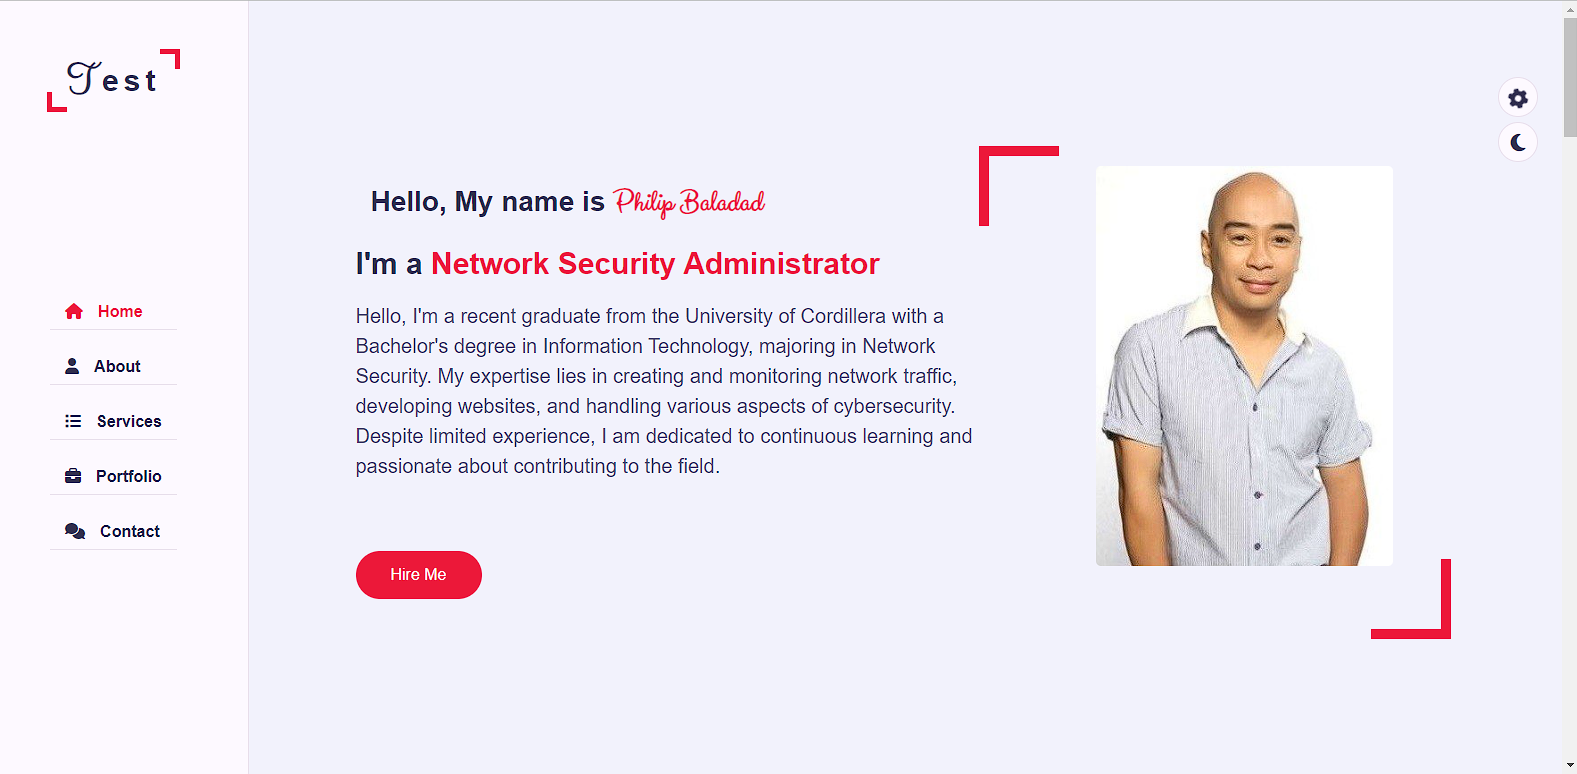 Test
Home
About
Services
Portfolio
Contact
Hello, My name is Philip Baladad
I'm a Network Security Administrator
Hello, I'm a recent graduate from the University of Cordillera with a
Bachelor's degree in Information Technology, majoring in Network
Security. My expertise lies in creating and monitoring network traffic,
developing websites, and handling various aspects of cybersecurity.
Despite limited experience, I am dedicated to continuous learning and
passionate about contributing to the field.
Hire Me